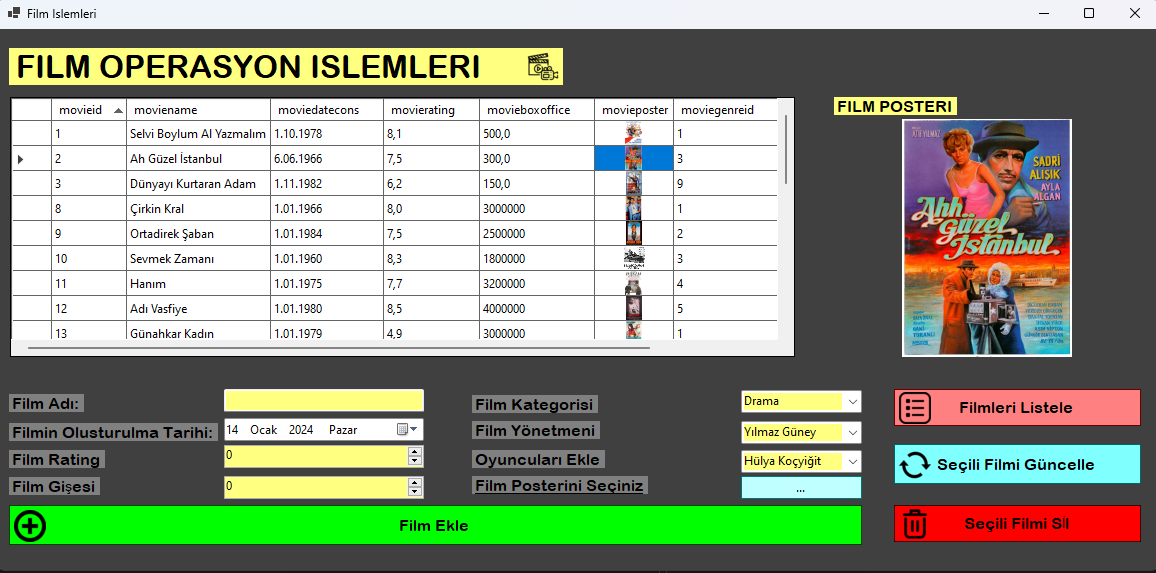 Film Islemleri
FILM OPERASYON ISLEMLERI
movieid moviename moviedatecons movierating movieboxoffice movieposter moviegenreid
1 Selvi Boylum Al Yazmalım 1.10.1978 8,1 500,0 1
2 Ah Güzel İstanbul 6.06.1966 7,5 300,0 3
3 Dünyayı Kurtaran Adam 1.11.1982 6,2 150,0 9
8 Çirkin Kral 1.01.1966 8,0 3000000 1
9 Ortadirek Şaban 1.01.1984 7,5 2500000 2
10 Sevmek Zamanı 1.01.1960 8,3 1800000 3
11 Hanım 1.01.1975 7,7 3200000 4
12 Adı Vasfiye 1.01.1980 8,5 4000000 5
13 Günahkar Kadın 1.01.1979 4,9 3000000 1
FILM POSTERI
ATIF YILMAZ
SADRİ
ALIŞIK
AYLA
ALGAN
Ahh
Güzel
İstanbul
Film Adı:
Filmin Olusturulma Tarihi: 14 Ocak 2024 Pazar
Film Rating 0
Film Gişesi 0
Film Kategorisi Drama
Film Yönetmeni Yılmaz Güney
Oyuncuları Ekle Hülya Koçyiğit
Film Posterini Seçiniz ...
Film Ekle
Filmleri Listele
Seçili Filmi Güncelle
Seçili Filmi Sil